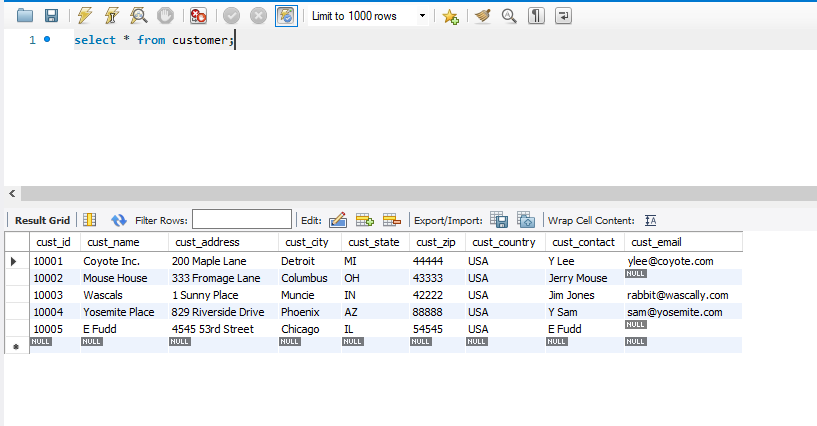 Limit to 1000 rows
1 select * from customer;
Result Grid Filter Rows: Edit: Export/Import: Wrap Cell Content: IA
cust_id cust_name cust_address cust_city cust_state cust_zip cust_country cust_contact cust_email
10001 Coyote Inc. 200 Maple Lane Detroit MI 44444 USA Y Lee ylee@coyote.com
10002 Mouse House 333 Fromage Lane Columbus OH 43333 USA Jerry Mouse NULL
10003 Wascals 1 Sunny Place Muncie IN 42222 USA Jim Jones rabbit@wascally.com
10004 Yosemite Place 829 Riverside Drive Phoenix AZ 88888 USA Y Sam sam@yosemite.com
10005 E Fudd 4545 53rd Street Chicago IL 54545 USA E Fudd NULL
NULL NULL NULL NULL NULL NULL NULL NULL NULL